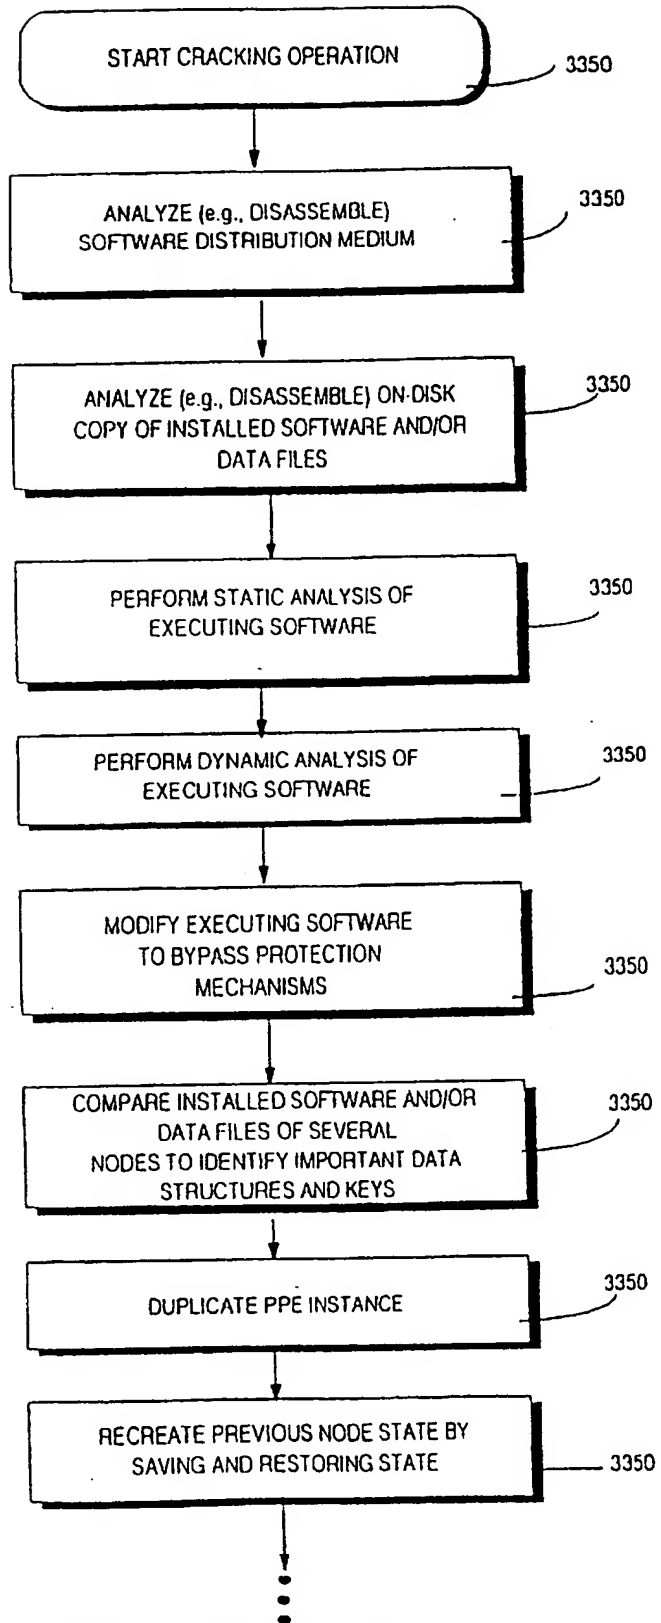 START CRACKING OPERATION
3350
ANALYZE (e.g., DISASSEMBLE)
SOFTWARE DISTRIBUTION MEDIUM
3350
ANALYZE (e.g., DISASSEMBLE) ON-DISK
COPY OF INSTALLED SOFTWARE AND/OR
DATA FILES
3350
PERFORM STATIC ANALYSIS OF
EXECUTING SOFTWARE
3350
PERFORM DYNAMIC ANALYSIS OF
EXECUTING SOFTWARE
3350
MODIFY EXECUTING SOFTWARE
TO BYPASS PROTECTION
MECHANISMS
3350
COMPARE INSTALLED SOFTWARE AND/OR
DATA FILES OF SEVERAL
NODES TO IDENTIFY IMPORTANT DATA
STRUCTURES AND KEYS
3350
DUPLICATE PPE INSTANCE
3350
RECREATE PREVIOUS NODE STATE BY
SAVING AND RESTORING STATE
3350